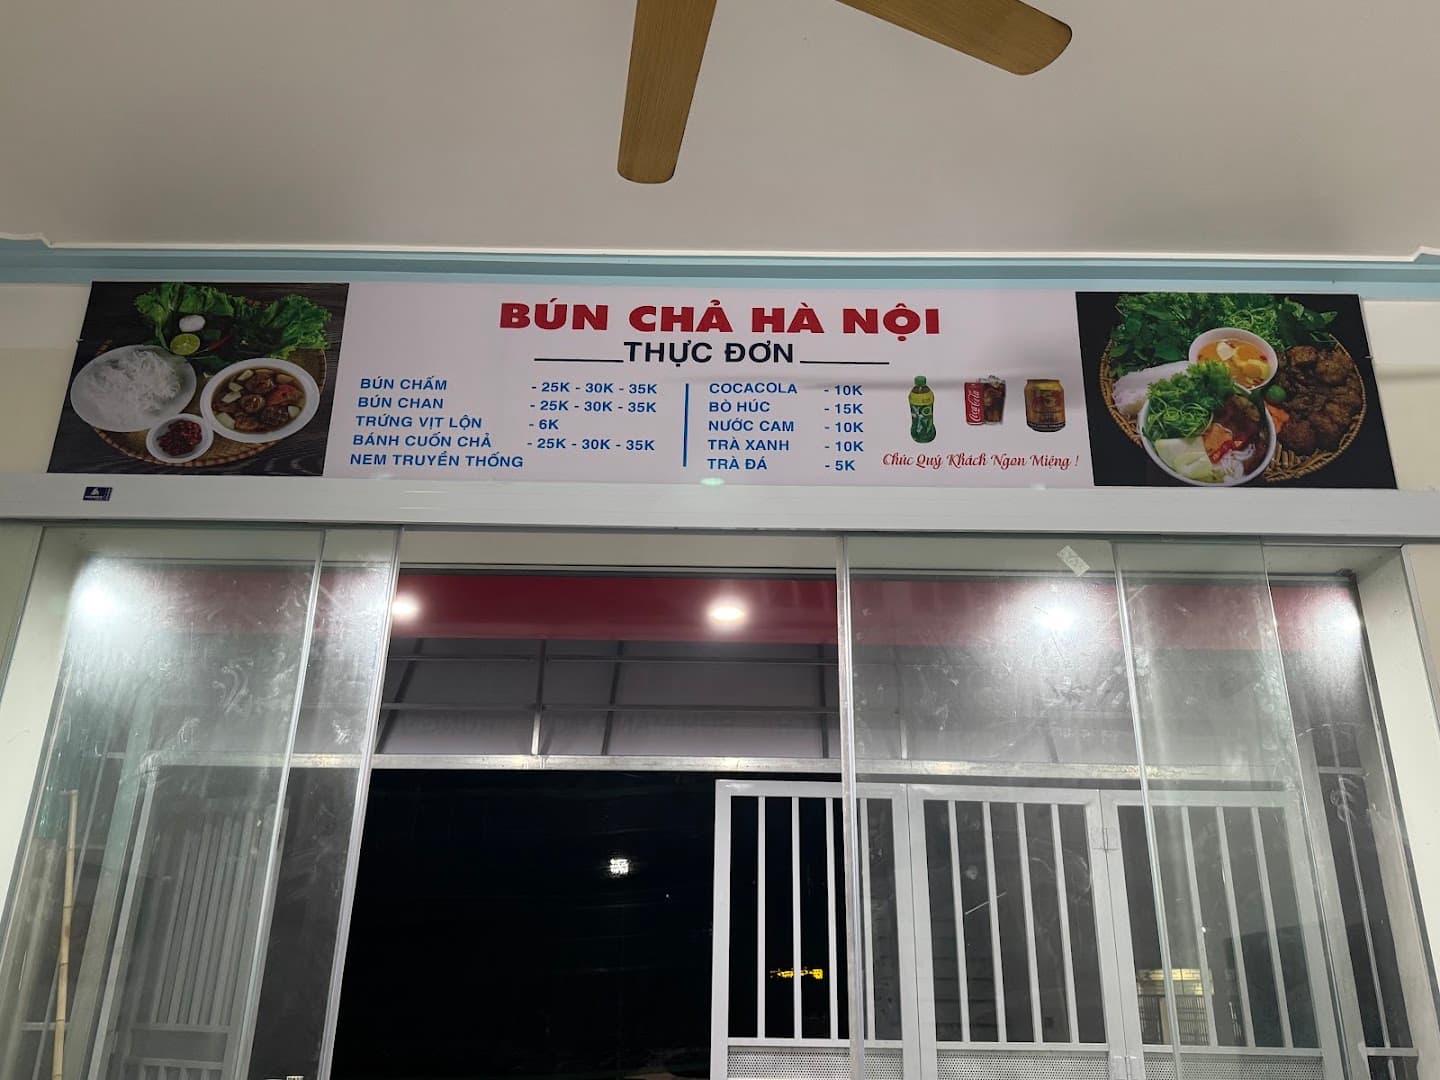 BÚN CHẢ HÀ NỘI
THỰC ĐƠN
BÚN CHẤM - 25K - 30K - 35K
BÚN CHAN - 25K - 30K - 35K
TRỨNG VỊT LỘN - 6K
BÁNH CUỐN CHẢ - 25K - 30K - 35K
NEM TRUYỀN THỐNG
COCACOLA - 10K
BÒ HÚC - 15K
NƯỚC CAM - 10K
TRÀ XANH - 10K
TRÀ ĐÁ - 5K
Chúc Quý Khách Ngon Miệng !